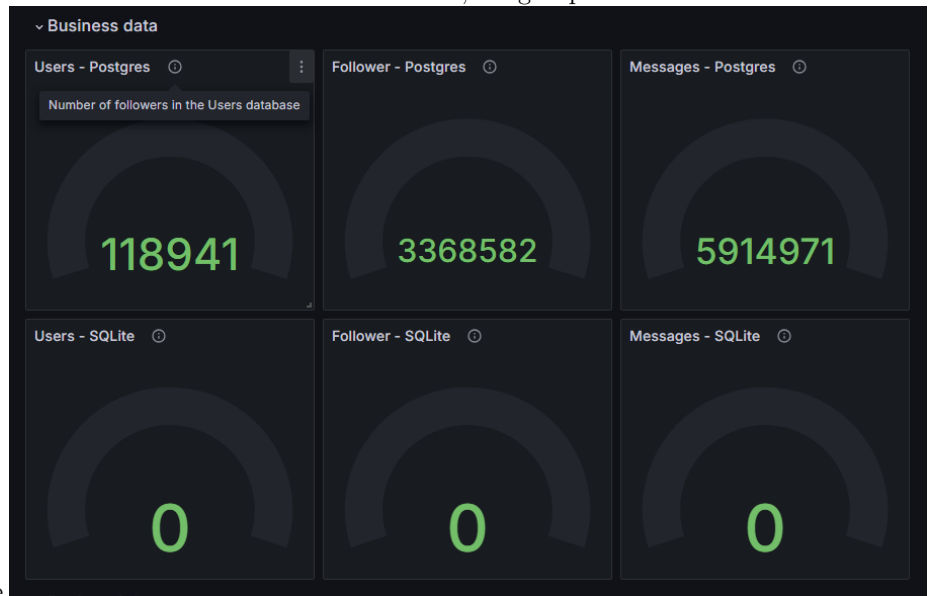 Business data
Users - Postgres
Follower - Postgres
Messages - Postgres
Number of followers in the Users database
118941
3368582
5914971
Users - SQLite
Follower - SQLite
Messages - SQLite
0
0
0